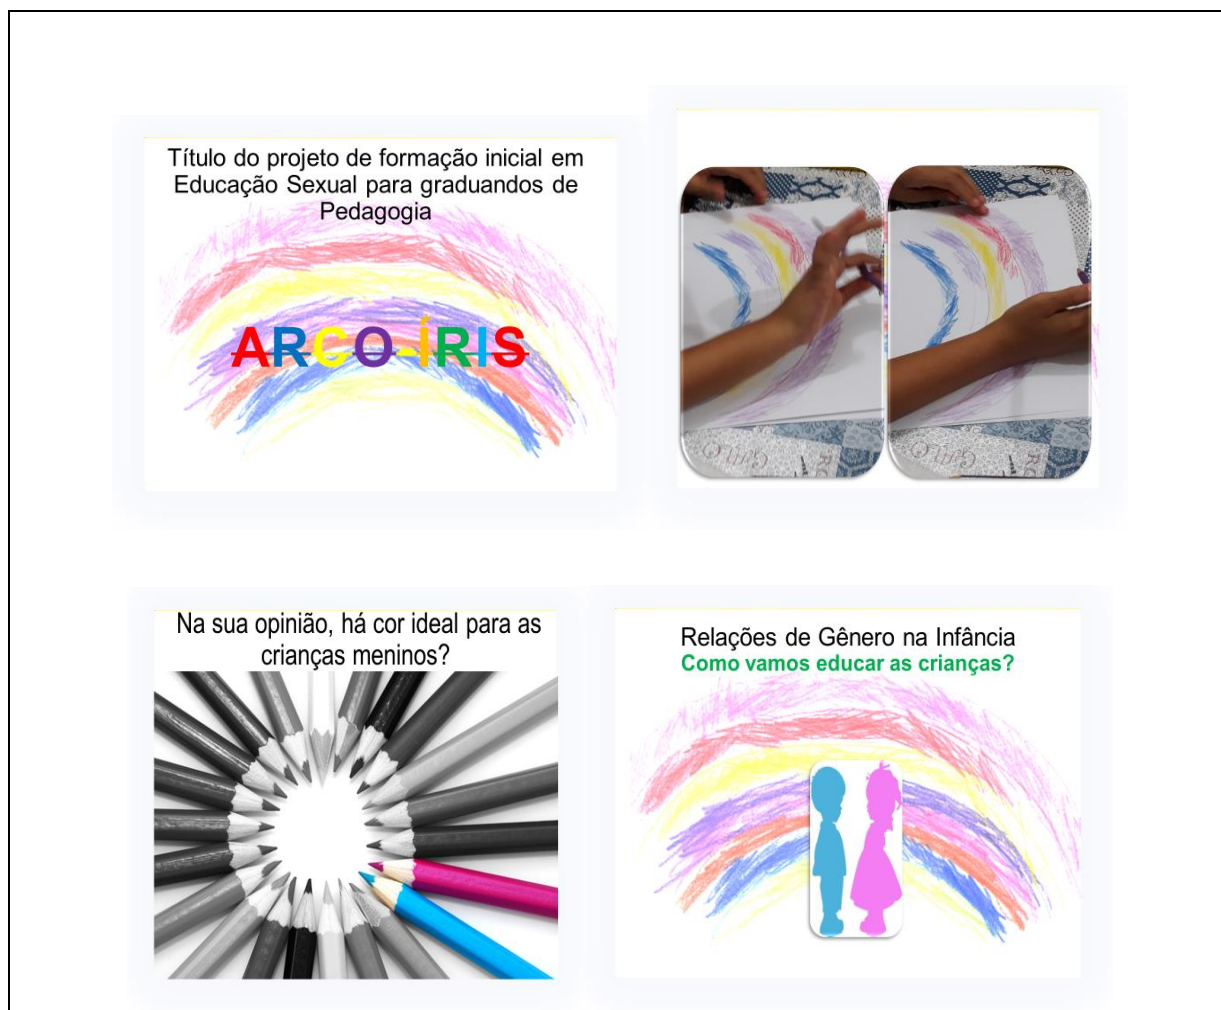 Título do projeto de formação inicial em
Educação Sexual para graduandos de
Pedagogia
ARCO-ÍRIS
Na sua opinião, há cor ideal para as
crianças meninos?
Relações de Gênero na Infância
Como vamos educar as crianças?